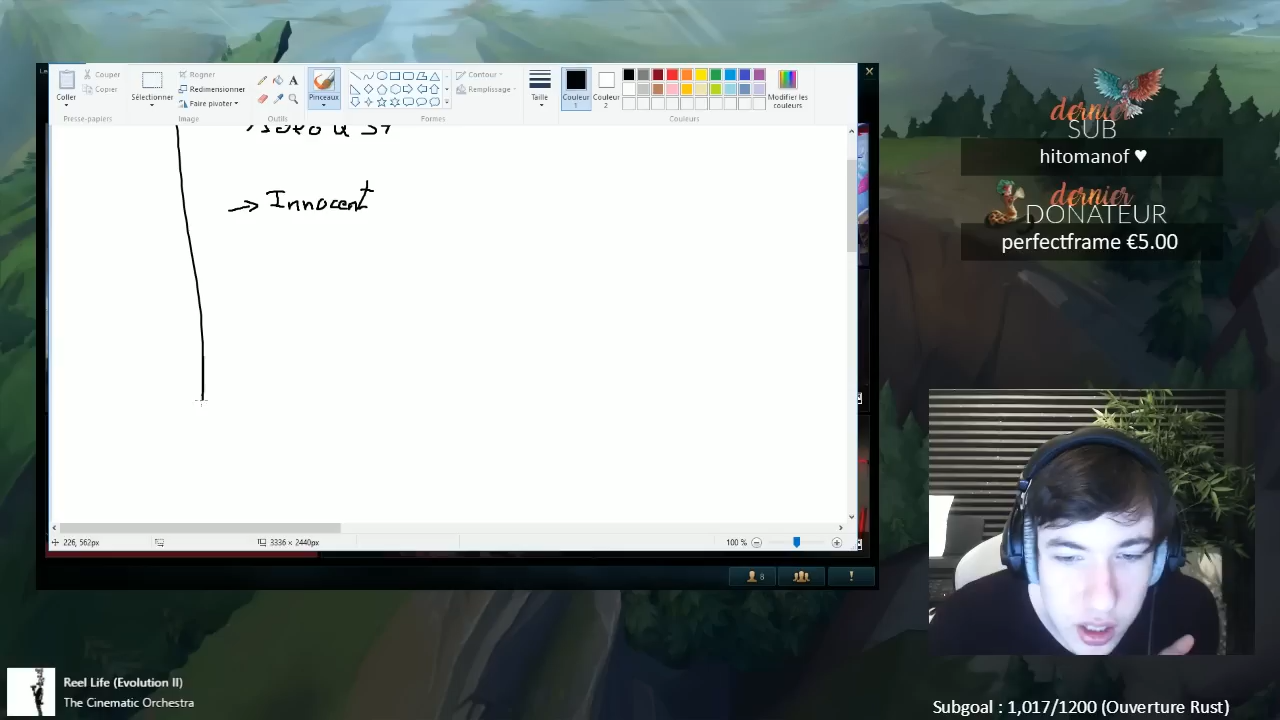 Coller
Couper
Copier
Presse-papiers
Sélectionner
Rogner
Redimensionner
Faire pivoter
Image
A
Outils
Pinceaux
Contour
Remplissage
Formes
Taille
Couleur
1
Couleur
2
Modifier les
couleurs
Couleurs
→ Innocent
226, 562px
3336 × 2440px
100 %
8
!
dernier
SUB
hitomanof ♥
dernier
DONATEUR
perfectframe €5.00
Reel Life (Evolution II)
The Cinematic Orchestra
Subgoal : 1,017/1200 (Ouverture Rust)